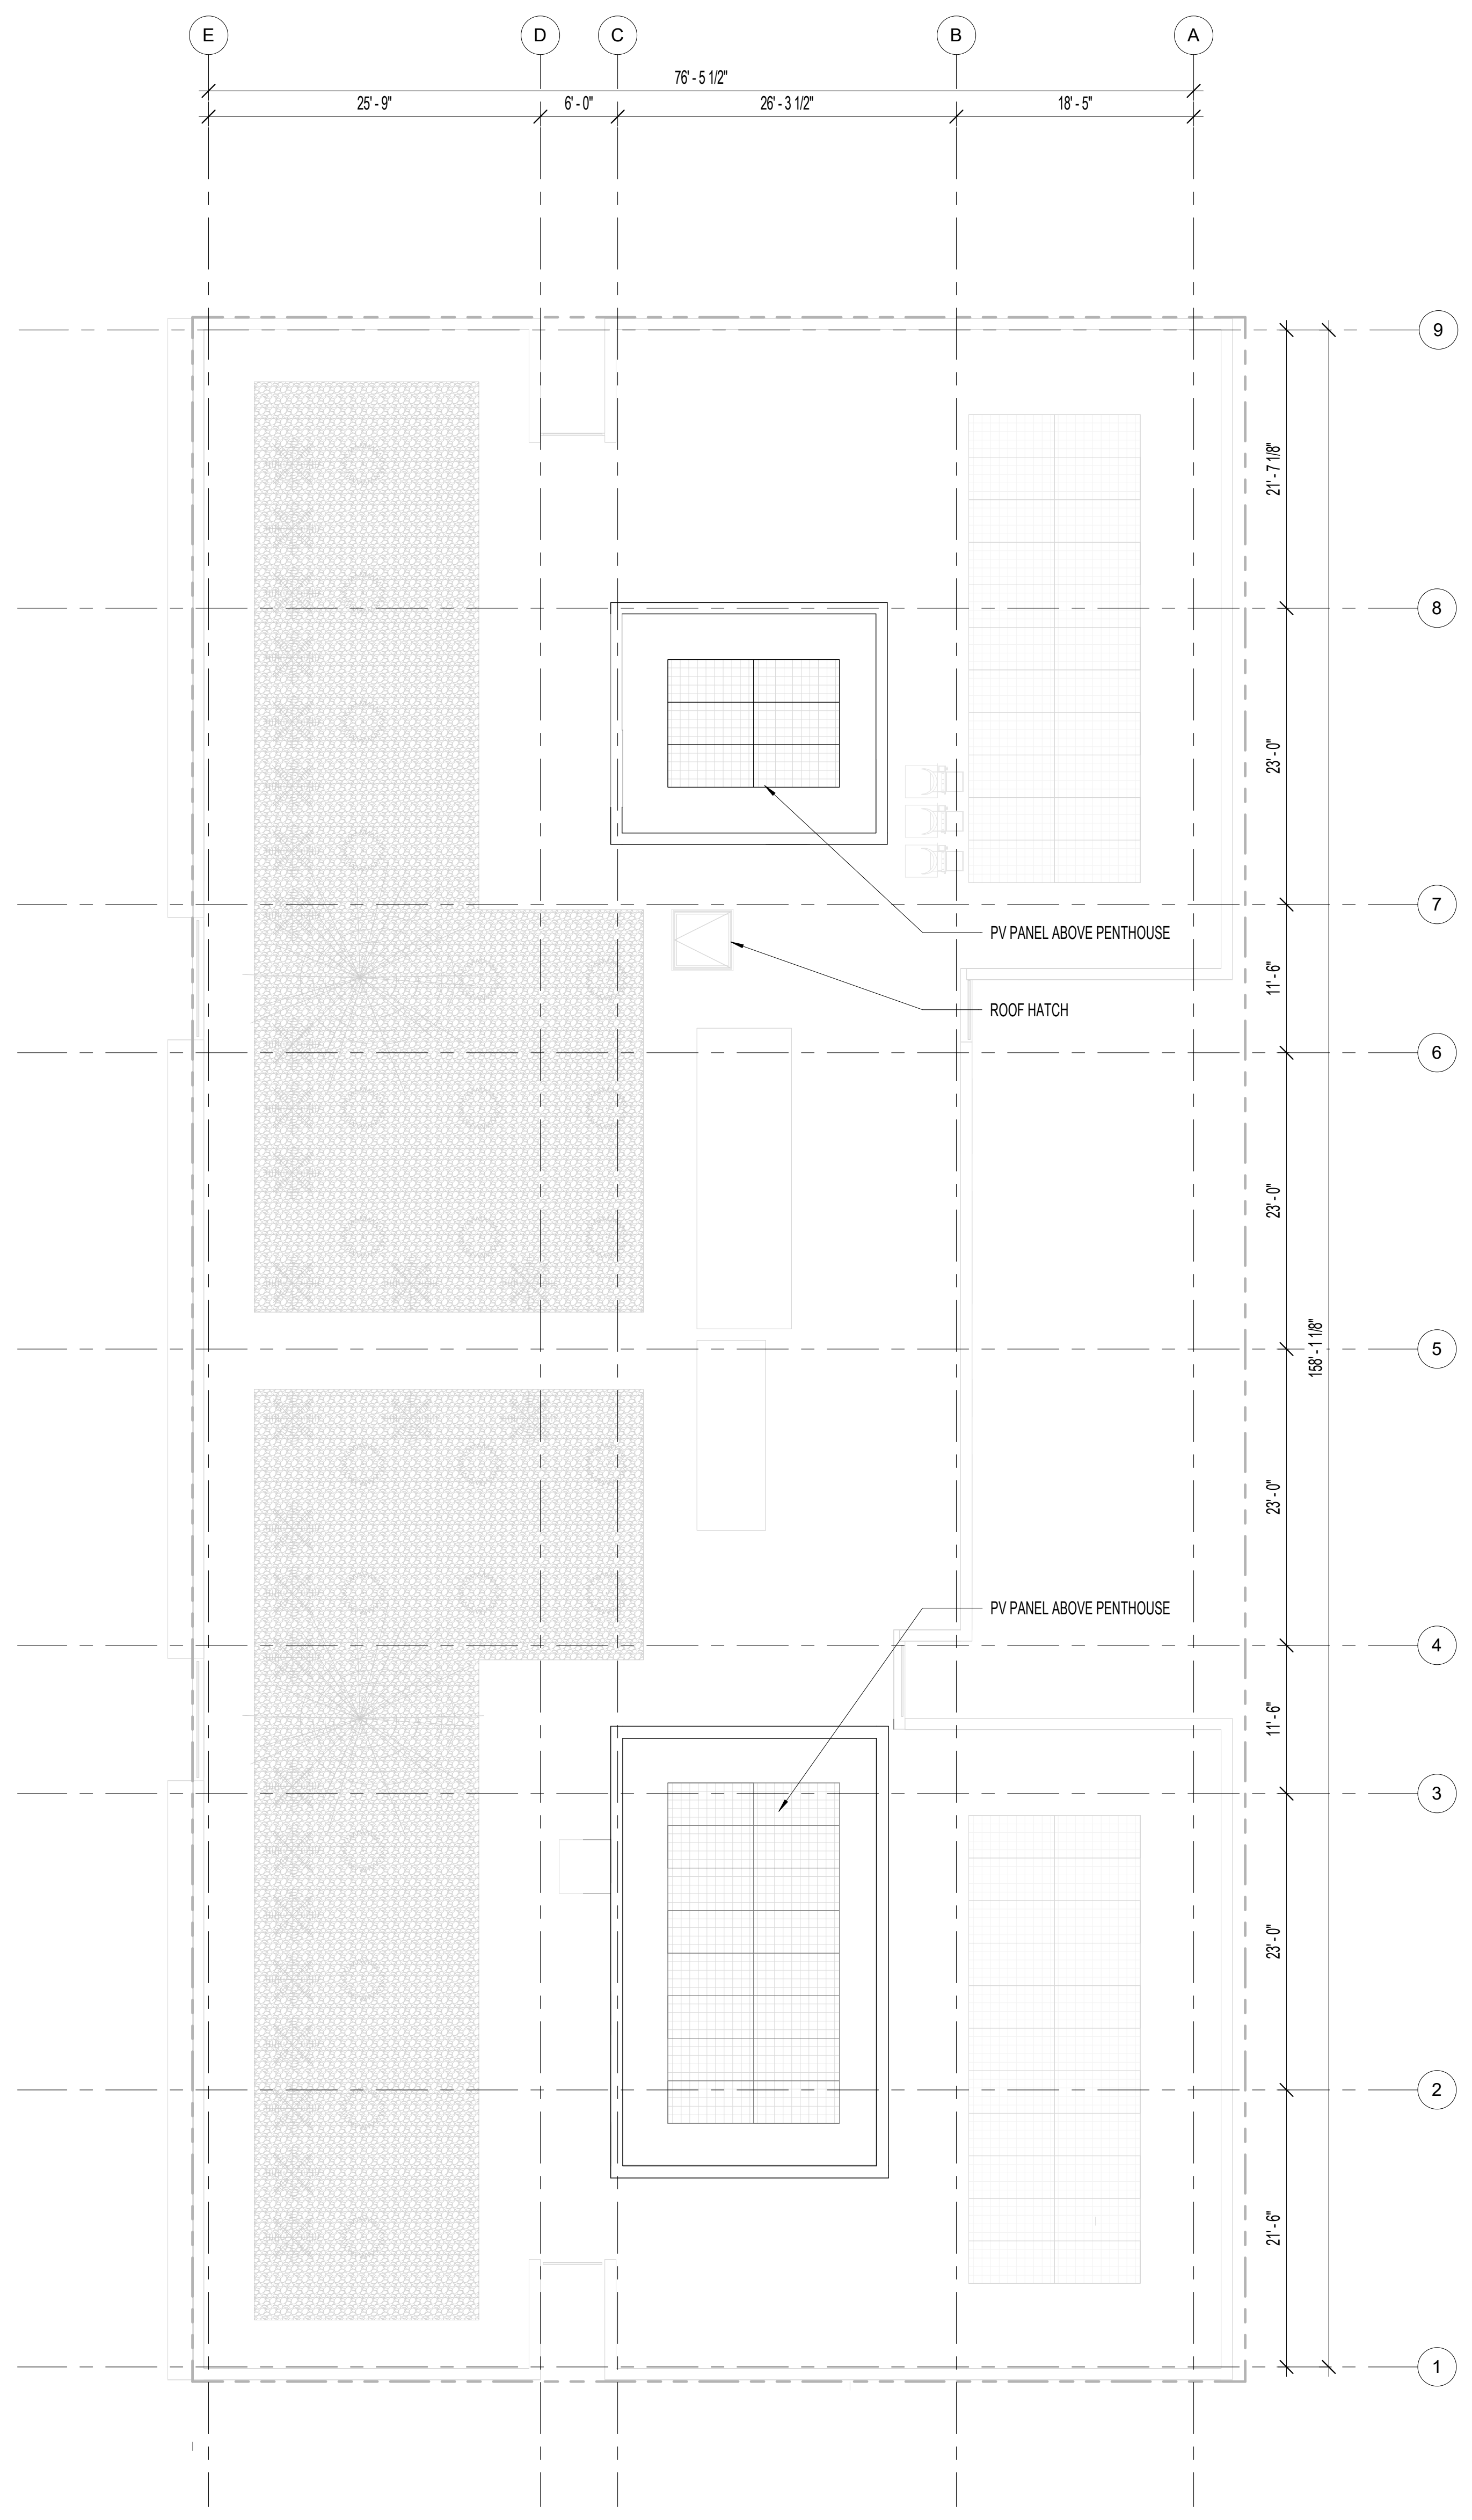 E
D
C
B
A
76' - 5 1/2"
25' - 9"
6' - 0"
26' - 3 1/2"
18' - 5"
9
21' - 7 1/8"
8
23' - 0"
7
PV PANEL ABOVE PENTHOUSE
11' - 6"
ROOF HATCH
6
23' - 0"
158' - 1 1/8"
5
23' - 0"
PV PANEL ABOVE PENTHOUSE
4
11' - 6"
3
23' - 0"
2
21' - 6"
1